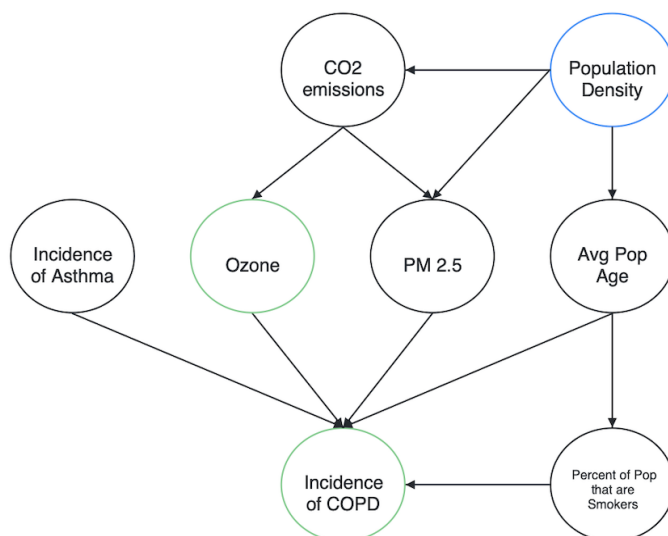 CO2
emissions
Population
Density
Incidence
of Asthma
Ozone
PM 2.5
Avg Pop
Age
Incidence
of COPD
Percent of Pop
that are
Smokers